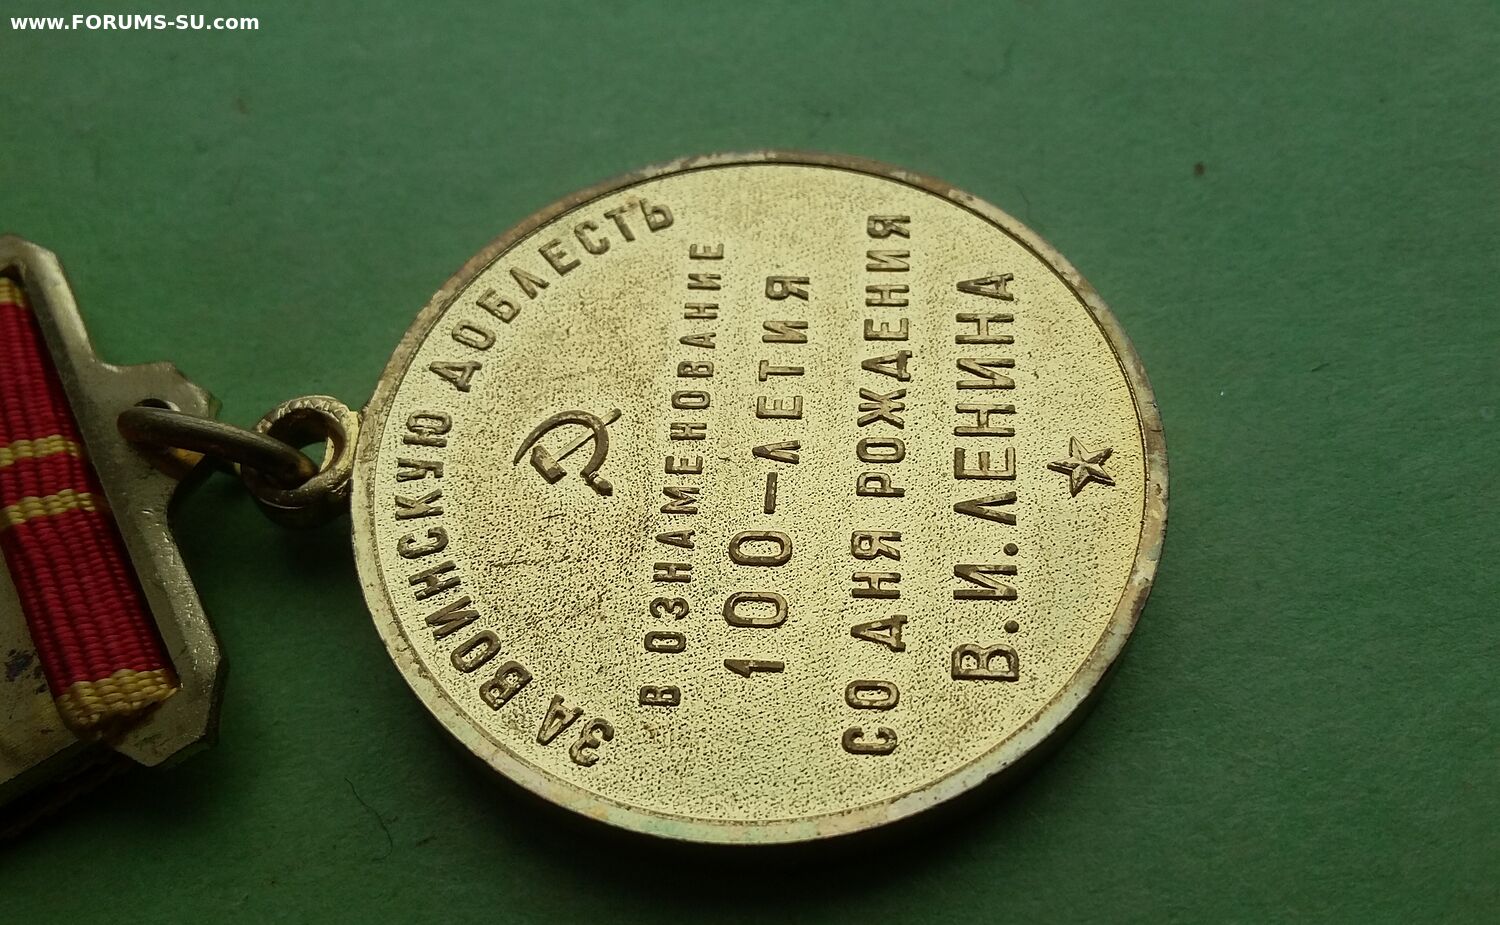 www.FORUMS-SU.com
ЗА ВОИНСКУЮ ДОБЛЕСТЬ
В ОЗНАМЕНОВАНИЕ
100-ЛЕТИЯ
СО ДНЯ РОЖДЕНИЯ
В.И.ЛЕНИНА